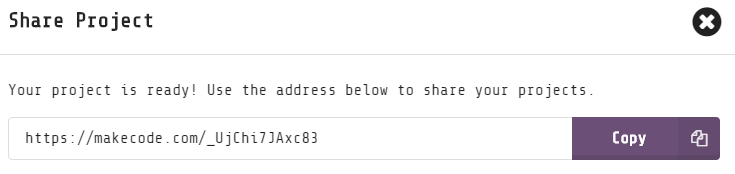 Share Project
Your project is ready! Use the address below to share your projects.
https://makecode.com/_UjChi7JAxc83
Copy